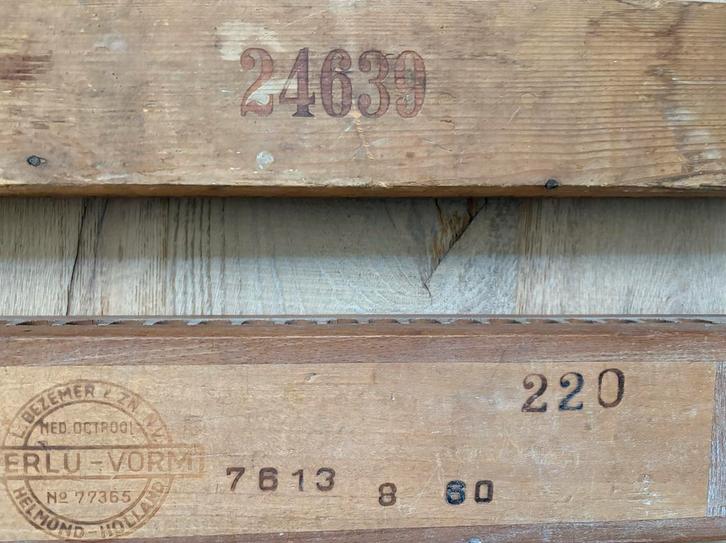 24639
220
L. BEZEMER & ZN. N.V.
NED. OCTROOI
ERLU-VORM
No 77365
HELMOND-HOLLAND
7613 8 60